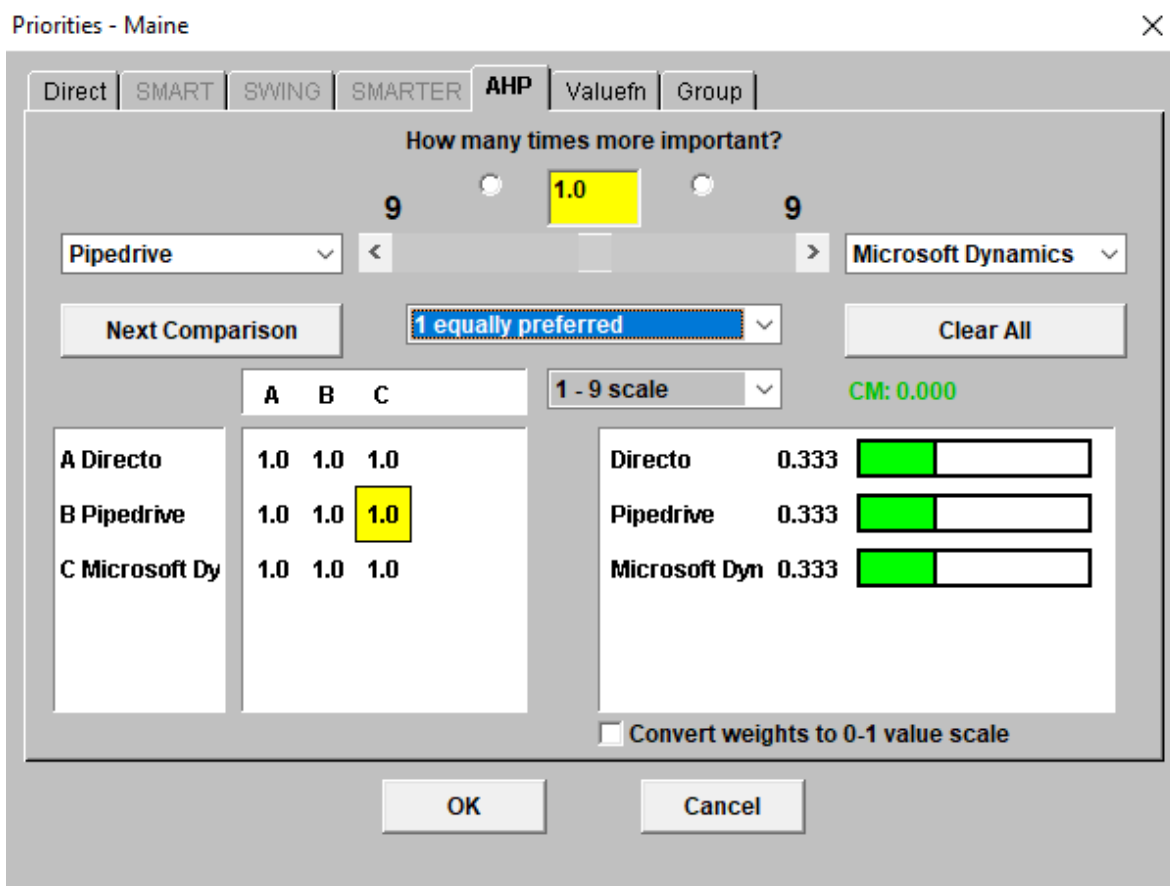 Priorities - Maine
Direct SMART SWING SMARTER AHP Valuefn Group
How many times more important?
9 1.0 9
Pipedrive < > Microsoft Dynamics
Next Comparison 1 equally preferred Clear All
A B C 1 - 9 scale CM: 0.000
A Directo 1.0 1.0 1.0 Directo 0.333
B Pipedrive 1.0 1.0 1.0 Pipedrive 0.333
C Microsoft Dy 1.0 1.0 1.0 Microsoft Dyn 0.333
Convert weights to 0-1 value scale
OK Cancel